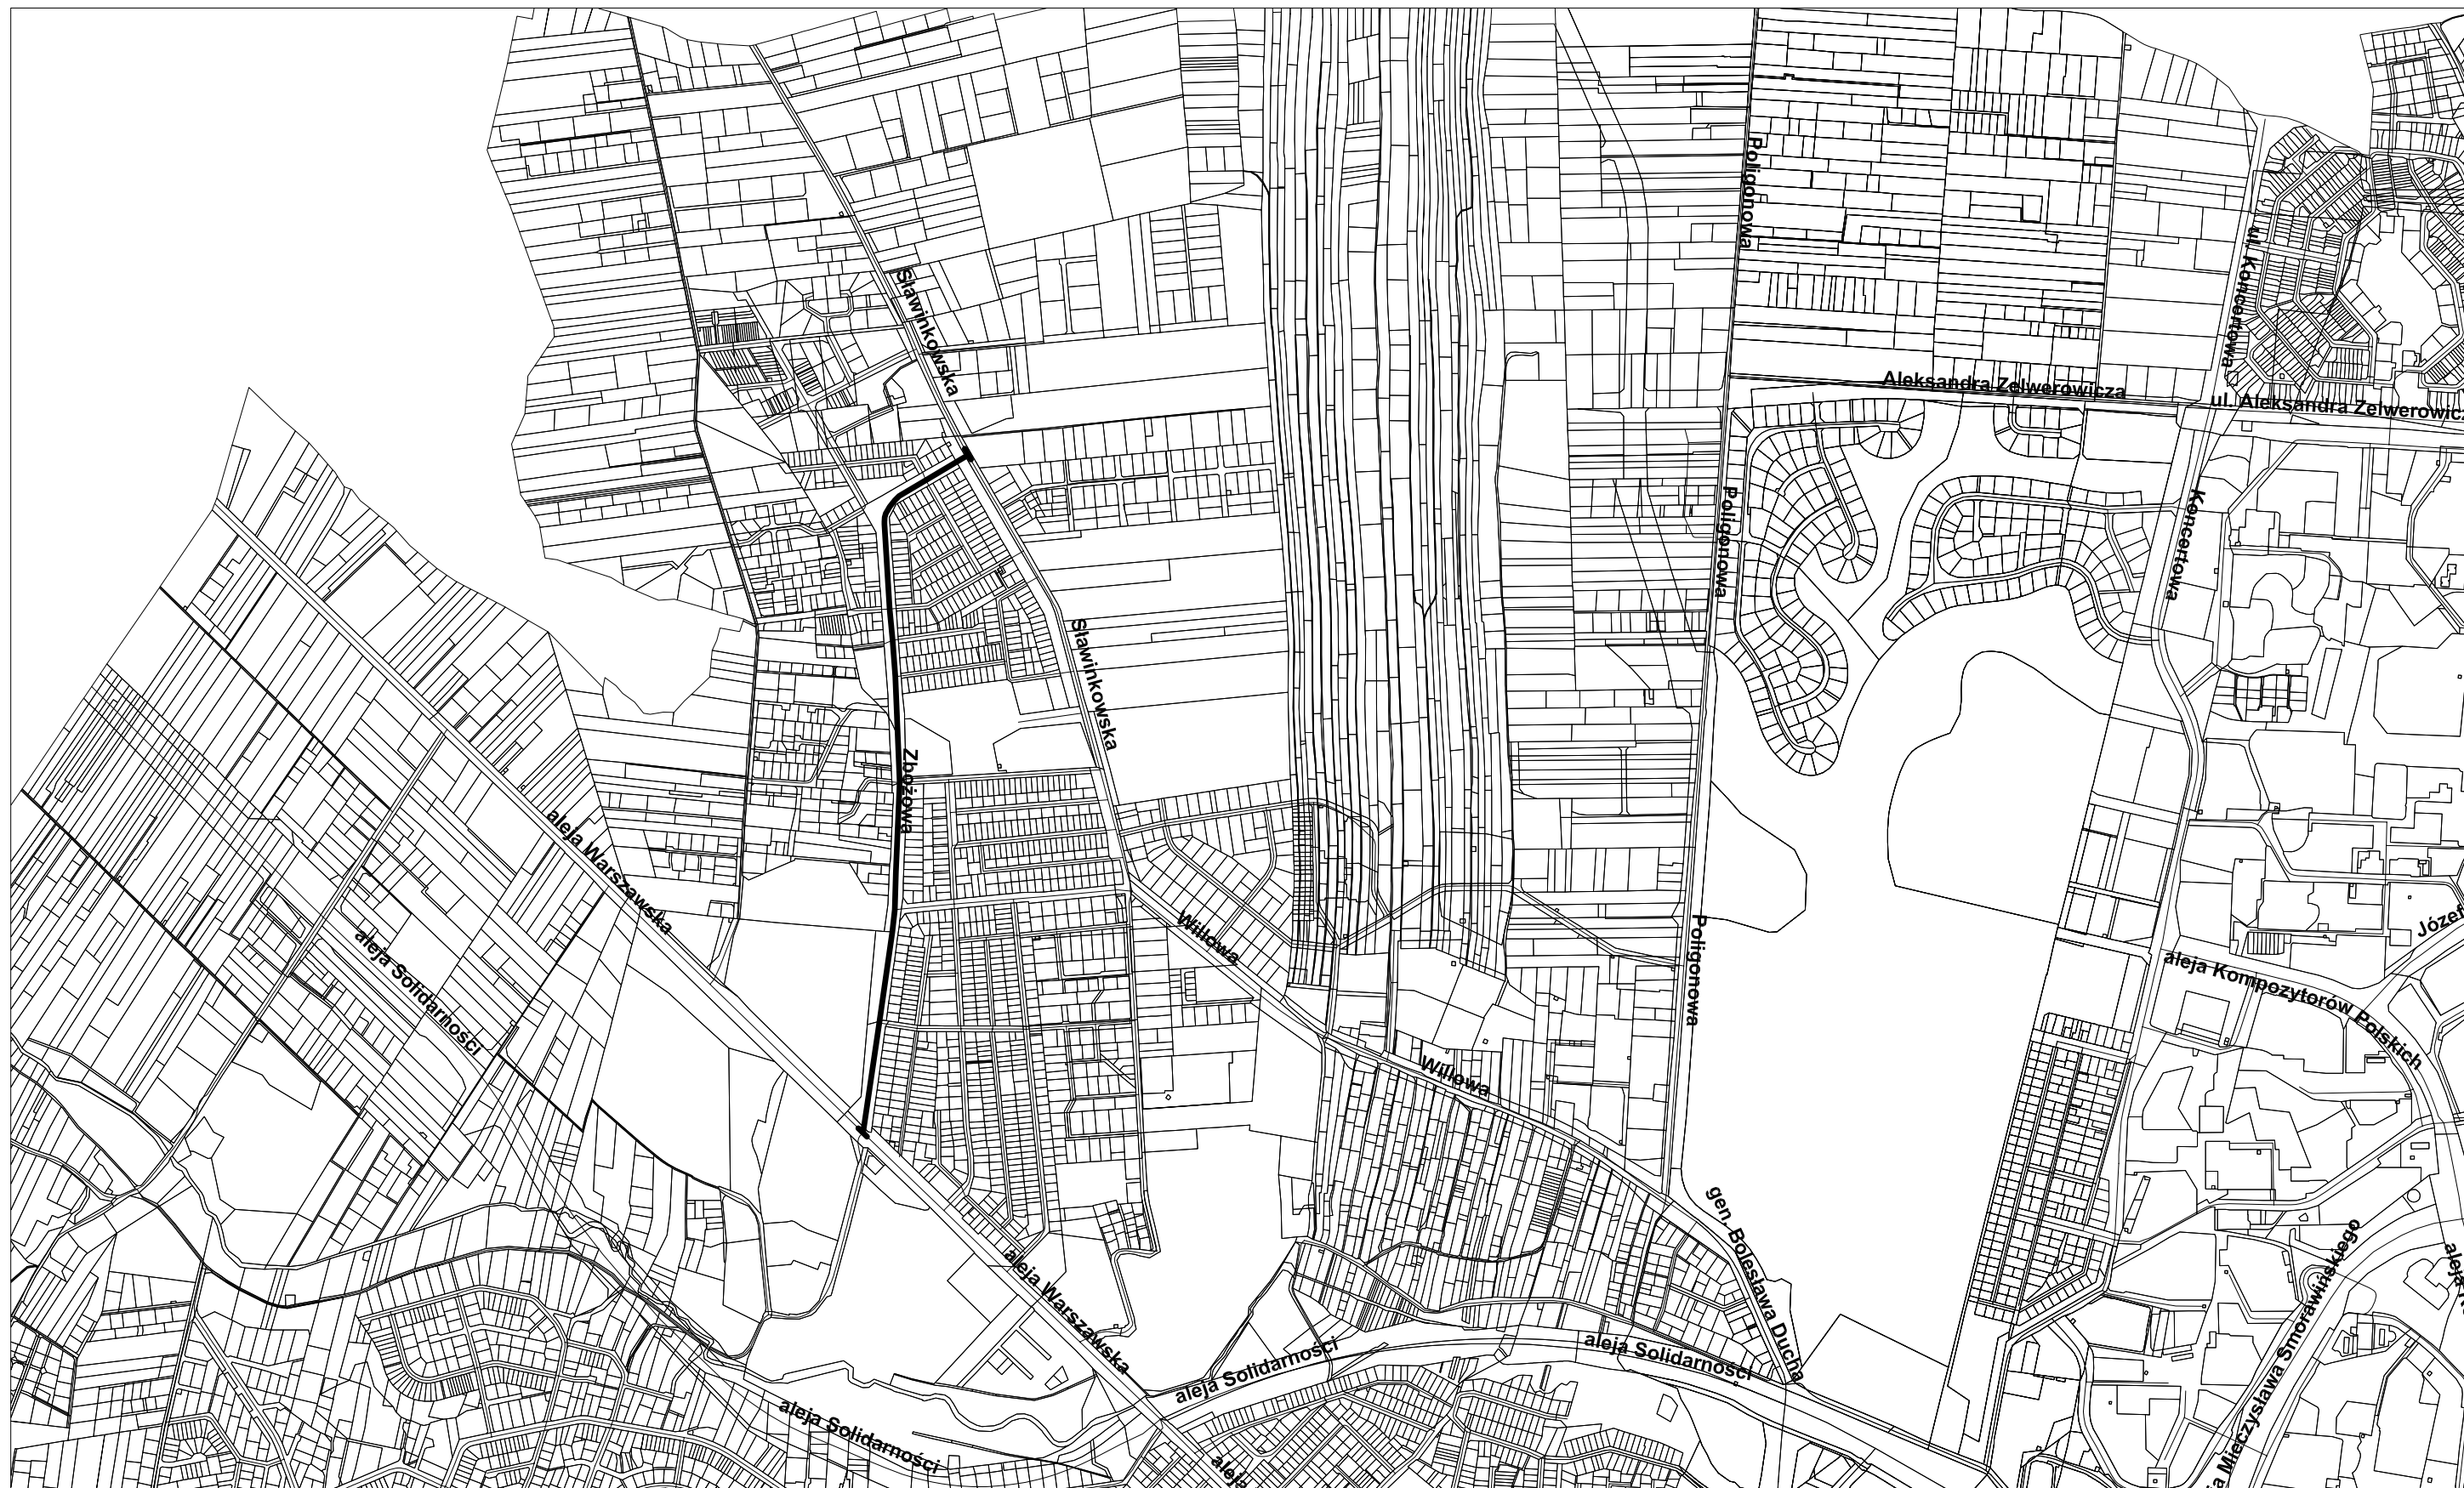 Poligonowa
ul. Koncertowa
Sławinkowska
Aleksandra Zelwerowicza
ul. Aleksandra Zelwerowicz
Poligonowa
Koncertowa
Sławinkowska
Zbożowa
aleja Warszawska
Willowa
Poligonowa
Józef
aleja Solidarności
aleja Kompozytorów Polskich
Willowa
gen. Bolesława Ducha
aleja Warszawska
a Mieczysława Smorawińskiego
aleja Solidarności
aleja Solidarności
aleja Solidarności
aleja